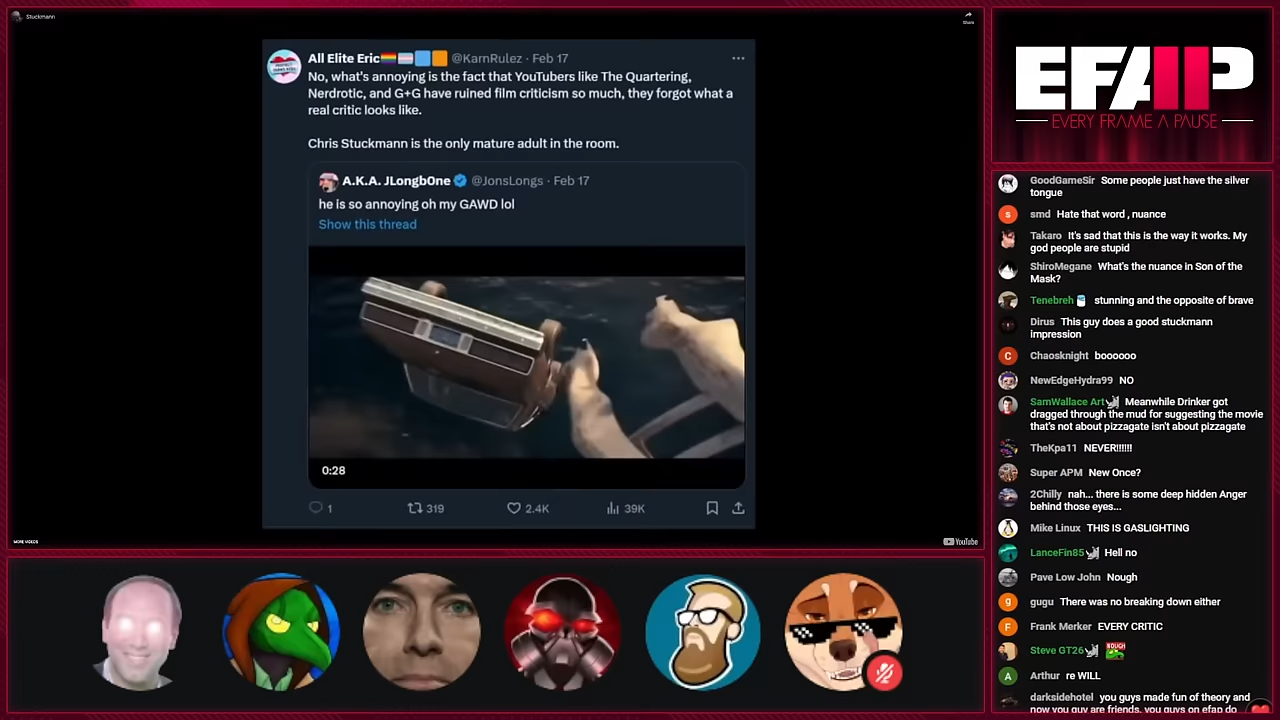 Stuckmann
Share
All Elite Eric @KarnRulez · Feb 17
No, what's annoying is the fact that YouTubers like The Quartering,
Nerdrotic, and G+G have ruined film criticism so much, they forgot what a
real critic looks like.
Chris Stuckmann is the only mature adult in the room.
A.K.A. JLongbOne @JonsLongs · Feb 17
he is so annoying oh my GAWD lol
Show this thread
0:28
1
319
2.4K
39K
MORE VIDEOS
YouTube
EFAP
EVERY FRAME A PAUSE
GoodGameSir Some people just have the silver
tongue
smd Hate that word , nuance
Takaro It's sad that this is the way it works. My
god people are stupid
ShiroMegane What's the nuance in Son of the
Mask?
Tenebreh stunning and the opposite of brave
Dirus This guy does a good stuckmann
impression
Chaosknight boooooo
NewEdgeHydra99 NO
SamWallace Art Meanwhile Drinker got
dragged through the mud for suggesting the movie
that's not about pizzagate isn't about pizzagate
TheKpa11 NEVER!!!!!!
Super APM New Once?
2Chilly nah... there is some deep hidden Anger
behind those eyes...
Mike Linux THIS IS GASLIGHTING
LanceFin85 Hell no
Pave Low John Nough
gugu There was no breaking down either
Frank Merker EVERY CRITIC
Steve GT26 ROUGH
Arthur re WILL
darksidehotel you guys made fun of theory and
now you guy are friends, you guys on efap do